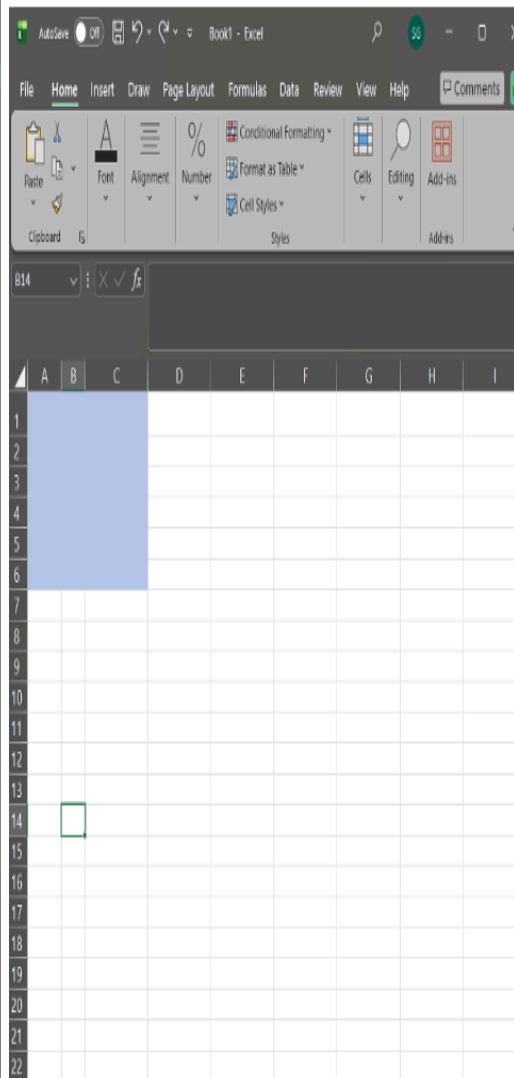 AutoSave Off Book1 - Excel SG
File Home Insert Draw Page Layout Formulas Data Review View Help Comments
Paste
Clipboard
Font
Alignment
%
Number
Conditional Formatting
Format as Table
Cell Styles
Styles
Cells
Editing
Add-ins
Add-ins
B14 fx
A B C D E F G H I
1
2
3
4
5
6
7
8
9
10
11
12
13
14
15
16
17
18
19
20
21
22